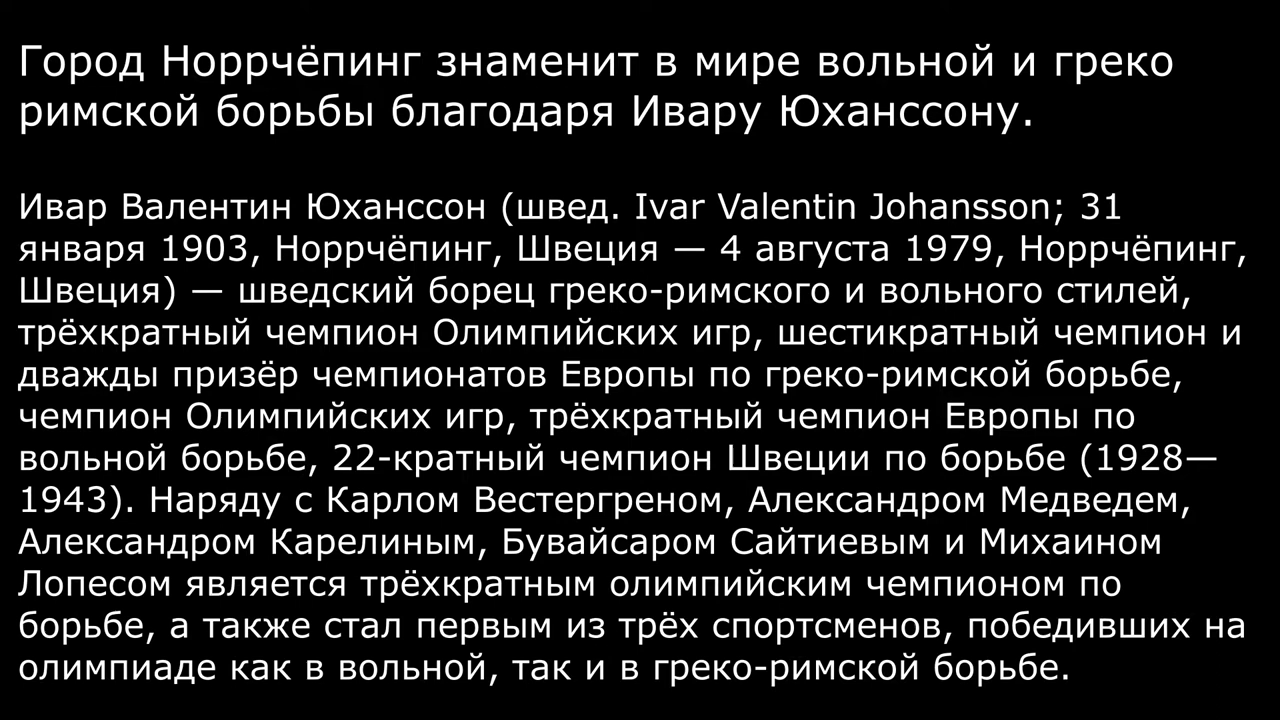 Город Норрчёпинг знаменит в мире вольной и греко
римской борьбы благодаря Ивару Юханссону.
Ивар Валентин Юханссон (швед. Ivar Valentin Johansson; 31
января 1903, Норрчёпинг, Швеция — 4 августа 1979, Норрчёпинг,
Швеция) — шведский борец греко-римского и вольного стилей,
трёхкратный чемпион Олимпийских игр, шестикратный чемпион и
дважды призёр чемпионатов Европы по греко-римской борьбе,
чемпион Олимпийских игр, трёхкратный чемпион Европы по
вольной борьбе, 22-кратный чемпион Швеции по борьбе (1928—
1943). Наряду с Карлом Вестергреном, Александром Медведем,
Александром Карелиным, Бувайсаром Сайтиевым и Михаином
Лопесом является трёхкратным олимпийским чемпионом по
борьбе, а также стал первым из трёх спортсменов, победивших на
олимпиаде как в вольной, так и в греко-римской борьбе.